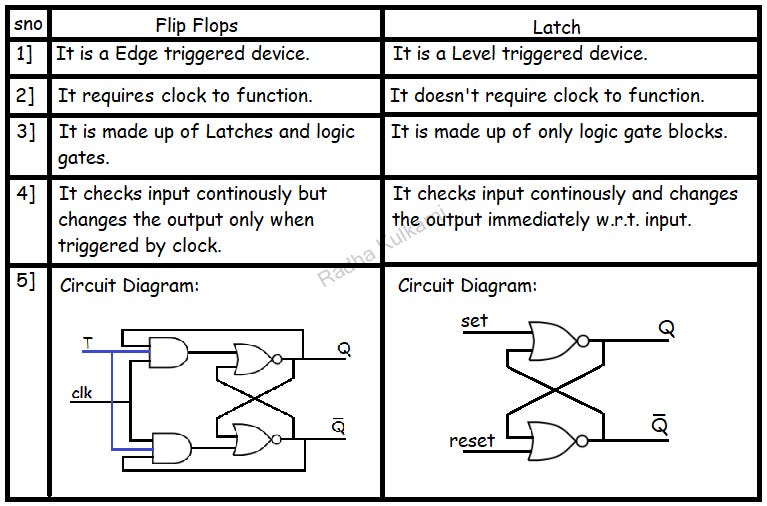 sno Flip Flops Latch
1] It is a Edge triggered device. It is a Level triggered device.
2] It requires clock to function. It doesn't require clock to function.
3] It is made up of Latches and logic
gates.
It is made up of only logic gate blocks.
4] It checks input continously but
changes the output only when
triggered by clock.
It checks input continously and changes
the output immediately w.r.t. input.
Radha Kulkarni
5] Circuit Diagram:
T
clk
Q
Q̅
Circuit Diagram:
set
Q
reset
Q̅